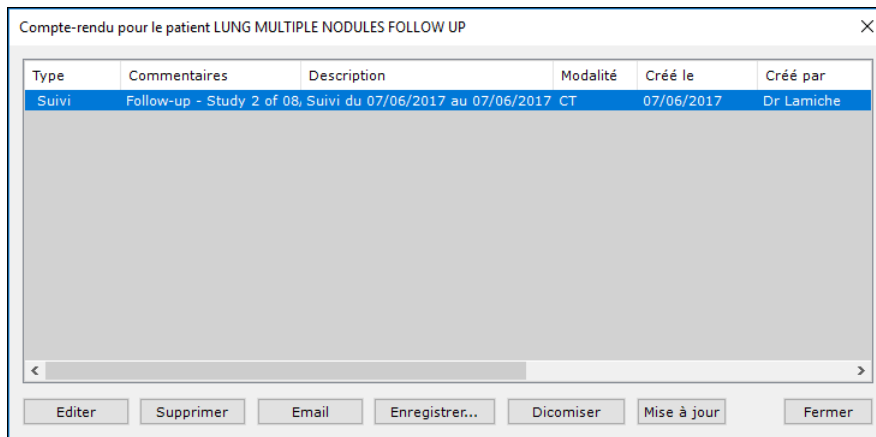 Compte-rendu pour le patient LUNG MULTIPLE NODULES FOLLOW UP
Type Commentaires Description Modalité Créé le Créé par
Suivi Follow-up - Study 2 of 08/ Suivi du 07/06/2017 au 07/06/2017 CT 07/06/2017 Dr Lamiche
Editer Supprimer Email Enregistrer... Dicomiser Mise à jour Fermer